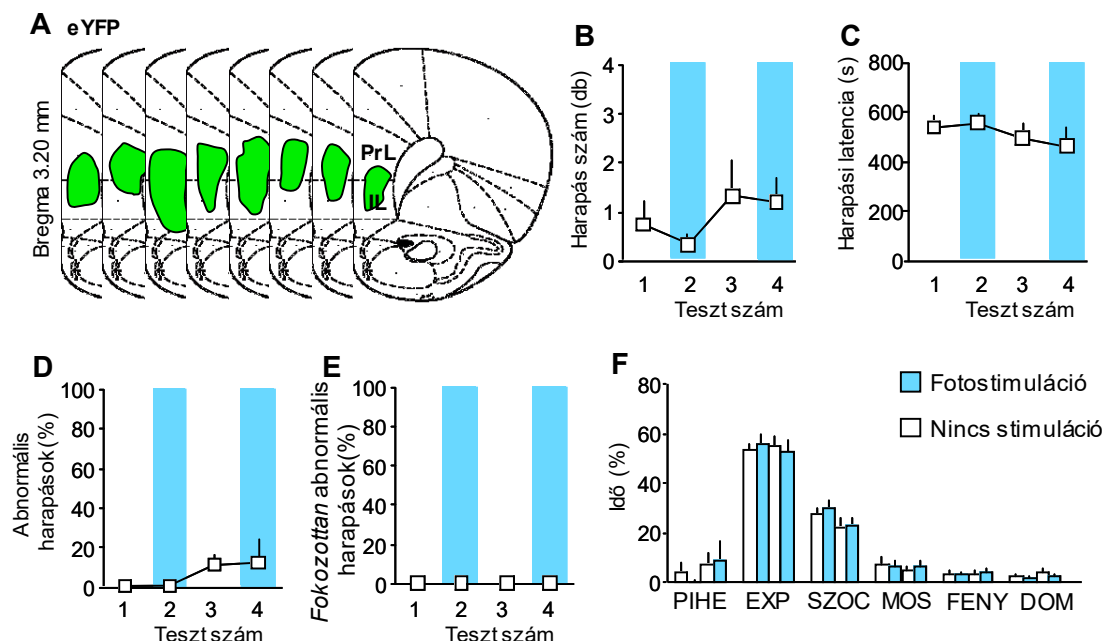 A eYFP
Bregma 3.20 mm
PrL
IL
B
Harapás szám (db)
4
3
2
1
0
1 2 3 4
Teszt szám
C
Harapási latencia (s)
800
600
400
200
0
1 2 3 4
Teszt szám
D
Abnormális
harapások (%)
100
80
60
40
20
0
1 2 3 4
Teszt szám
E
Fokozottan abnormális
harapások (%)
100
80
60
40
20
0
1 2 3 4
Teszt szám
F
Idő (%)
80
60
40
20
0
PIHE EXP SZOC MOS FENY DOM
Fotostimuláció
Nincs stimuláció